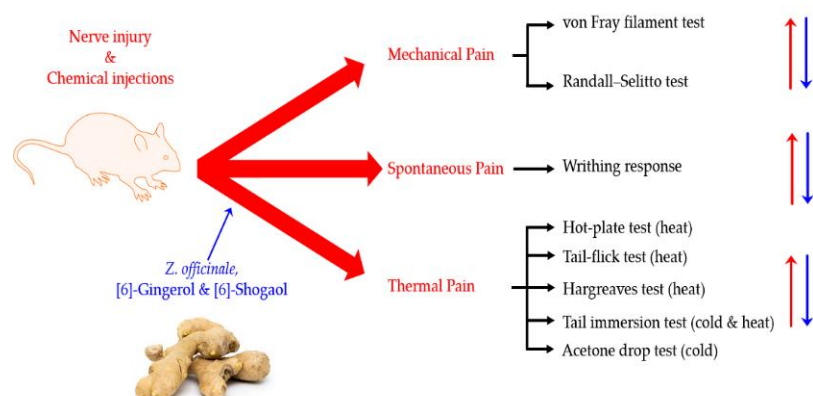 Nerve injury
&
Chemical injections
Z. officinale,
[6]-Gingerol & [6]-Shogaol
Mechanical Pain
von Fray filament test
Randall–Selitto test
Spontaneous Pain
Writhing response
Thermal Pain
Hot-plate test (heat)
Tail-flick test (heat)
Hargreaves test (heat)
Tail immersion test (cold & heat)
Acetone drop test (cold)